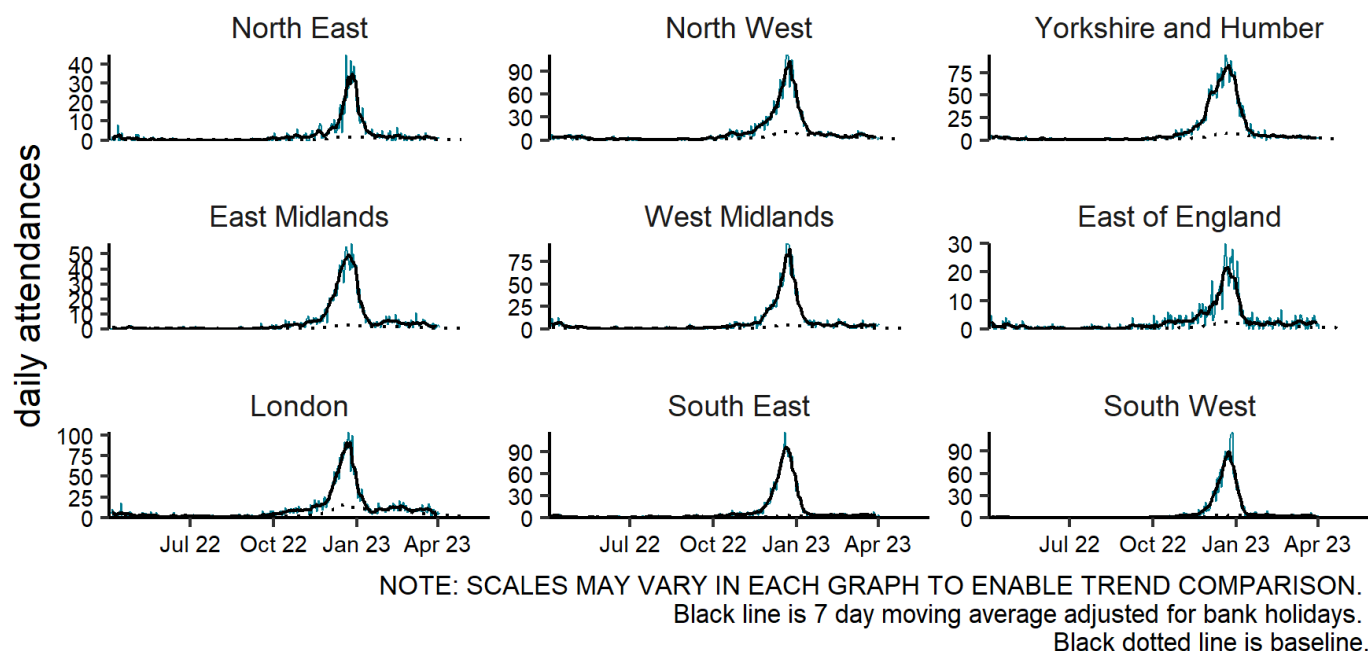 North East North West Yorkshire and Humber
40 90 75
30 60 50
20 30 25
10 0 0
0
daily attendances
East Midlands West Midlands East of England
50 75 30
40 50 20
30 25 10
20 0 0
10
0
London South East South West
100 90 90
75 60 60
50 30 30
25 0 0
0
Jul 22 Oct 22 Jan 23 Apr 23 Jul 22 Oct 22 Jan 23 Apr 23 Jul 22 Oct 22 Jan 23 Apr 23
NOTE: SCALES MAY VARY IN EACH GRAPH TO ENABLE TREND COMPARISON.
Black line is 7 day moving average adjusted for bank holidays.
Black dotted line is baseline.